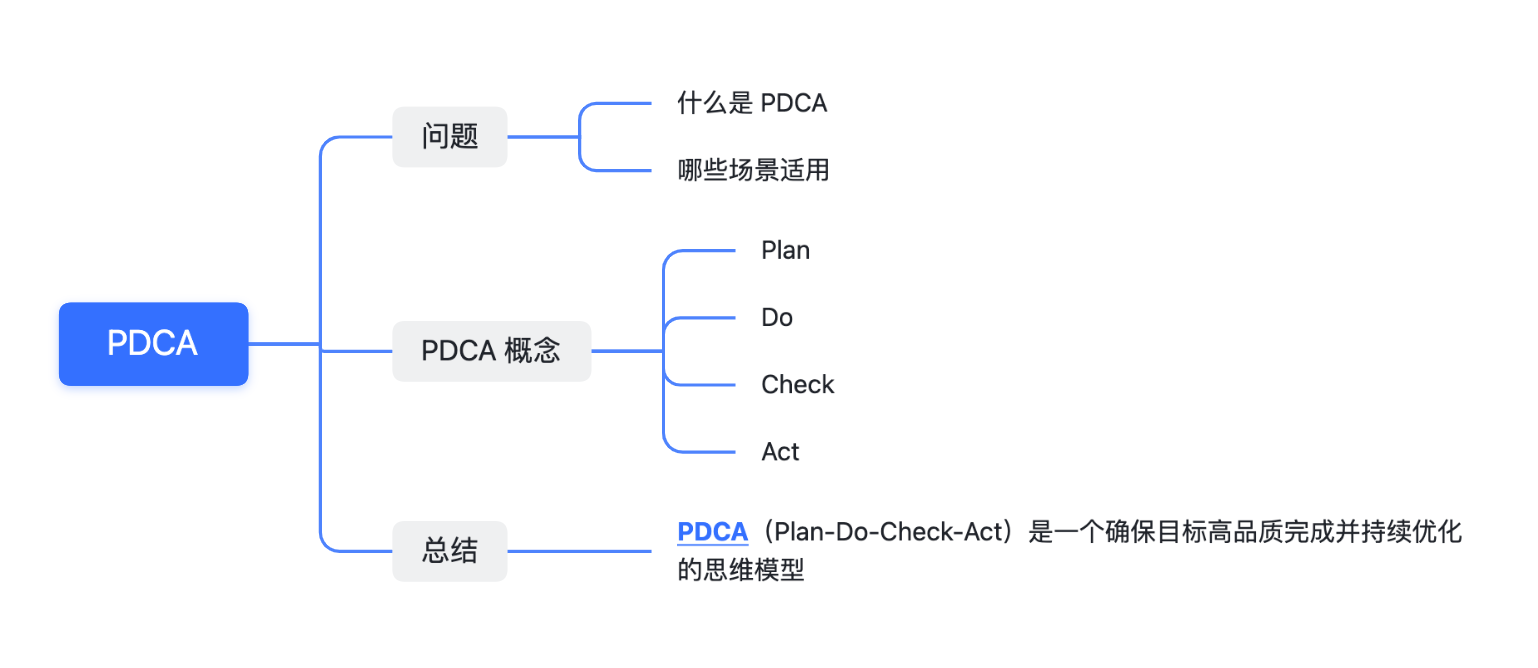 PDCA
问题
什么是 PDCA
哪些场景适用
PDCA 概念
Plan
Do
Check
Act
总结
PDCA（Plan-Do-Check-Act）是一个确保目标高品质完成并持续优化
的思维模型